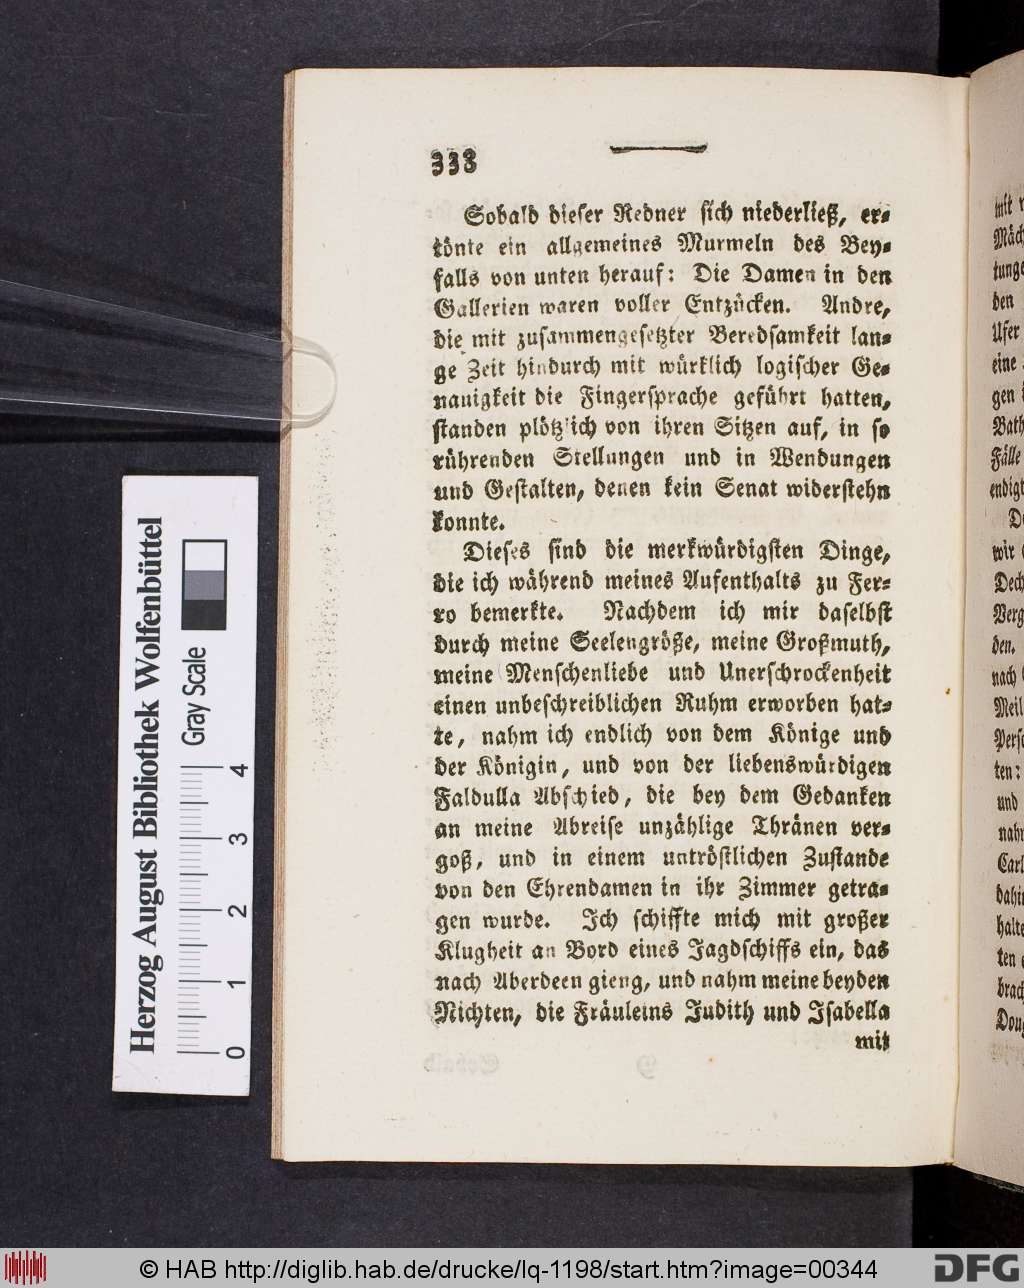 338
Sobald dieser Redner sich niederließ, er-
tönte ein allgemeines Murmeln des Bey-
falls von unten herauf: Die Damen in den
Gallerien waren voller Entzücken. Andre,
die mit zusammengesetzter Beredsamkeit lan-
ge Zeit hindurch mit würklich logischer Ge-
nauigkeit die Fingersprache geführt hatten,
standen plötzlich von ihren Sitzen auf, in so
rührenden Stellungen und in Wendungen
und Gestalten, denen kein Senat widerstehn
konnte.
Dieses sind die merkwürdigsten Dinge,
die ich während meines Aufenthalts zu Fer-
ro bemerkte. Nachdem ich mir daselbst
durch meine Seelengröße, meine Großmuth,
meine Menschenliebe und Unerschrockenheit
einen unbeschreiblichen Ruhm erworben hat-
te, nahm ich endlich von dem Könige und
der Königin, und von der liebenswürdigen
Faldulla Abschied, die bey dem Gedanken
an meine Abreise unzählige Thränen ver-
goß, und in einem untröstlichen Zustande
von den Ehrendamen in ihr Zimmer getra-
gen wurde. Ich schiffte mich mit großer
Klugheit an Bord eines Jagdschiffs ein, das
nach Aberdeen gieng, und nahm meine beyden
Nichten, die Fräuleins Judith und Isabella
mit
Herzog August Bibliothek Wolfenbüttel
Gray Scale
0 1 2 3 4
© HAB http://diglib.hab.de/drucke/lq-1198/start.htm?image=00344
DFG